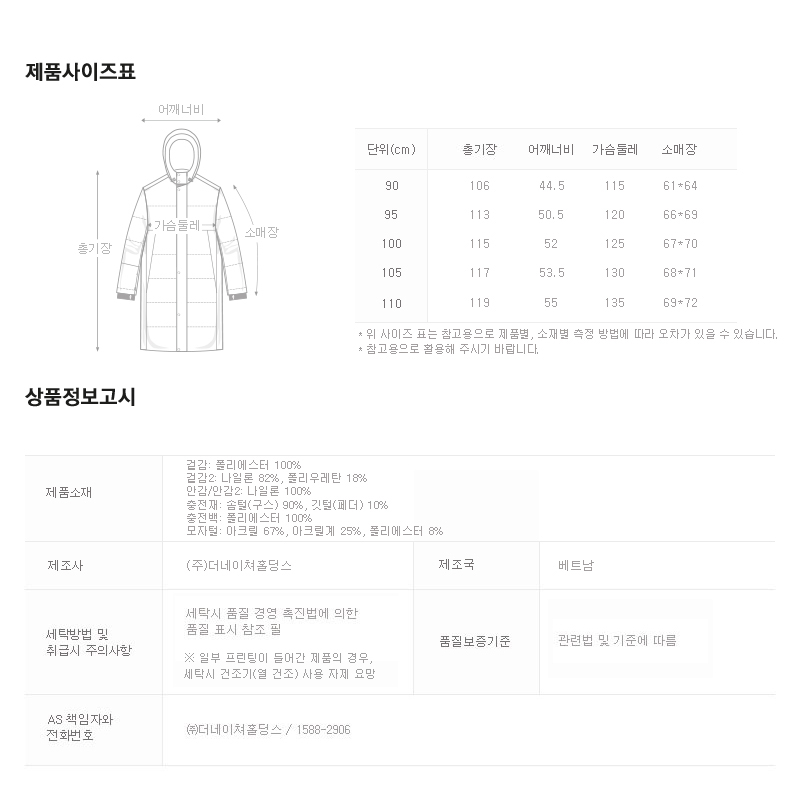 제품사이즈표
어깨너비
가슴둘레
소매장
총기장
단위(cm) 총기장 어깨너비 가슴둘레 소매장
90 106 44.5 115 61*64
95 113 50.5 120 66*69
100 115 52 125 67*70
105 117 53.5 130 68*71
110 119 55 135 69*72
* 위 사이즈 표는 참고용으로 제품별, 소재별 측정 방법에 따라 오차가 있을 수 있습니다.
* 참고용으로 활용해 주시기 바랍니다.
상품정보고시
제품소재
겉감: 폴리에스터 100%
겉감2: 나일론 82%, 폴리우레탄 18%
안감/안감2: 나일론 100%
충전재: 솜털(구스) 90%, 깃털(페더) 10%
충전백: 폴리에스터 100%
모자털: 아크릴 67%, 아크릴계 25%, 폴리에스터 8%
제조사 (주)더네이쳐홀딩스 제조국 베트남
세탁방법 및
취급시 주의사항
세탁시 품질 경영 촉진법에 의한
품질 표시 참조 필
※ 일부 프린팅이 들어간 제품의 경우,
세탁시 건조기(열 건조) 사용 자제 요망
품질보증기준 관련법 및 기준에 따름
AS 책임자와
전화번호
㈜더네이쳐홀딩스 / 1588-2906